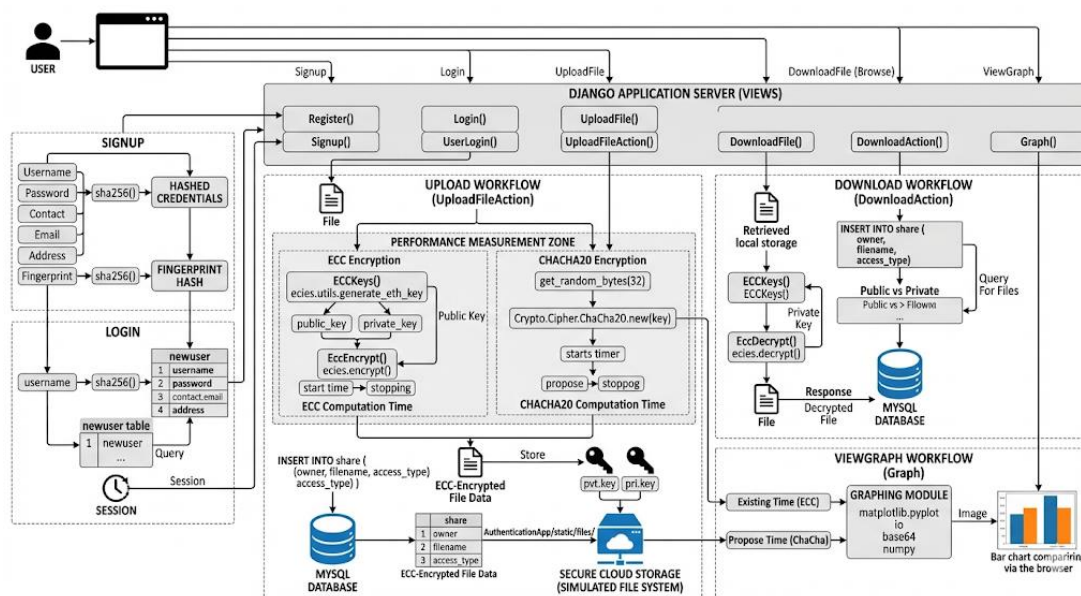 USER
Signup
Login
UploadFile
DownloadFile (Browse)
ViewGraph
DJANGO APPLICATION SERVER (VIEWS)
Register()
Login()
UploadFile()
Signup()
UserLogin()
UploadFileAction()
DownloadFile()
DownloadAction()
Graph()
SIGNUP
Username
Password
Contact
Email
Address
Fingerprint
sha256()
HASHED
CREDENTIALS
sha256()
FINGERPRINT
HASH
LOGIN
username
sha256()
newuser
1 username
2 password
3 contact.email
4 address
newuser table
1 newuser
...
Query
Session
SESSION
File
UPLOAD WORKFLOW
(UploadFileAction)
PERFORMANCE MEASUREMENT ZONE
ECC Encryption
ECCKeys()
ecies.utils.generate_eth_key
public_key
private_key
Public Key
EccEncrypt()
ecies.encrypt()
start time
stopping
ECC Computation Time
CHACHA20 Encryption
get_random_bytes(32)
Crypto.Cipher.ChaCha20.new(key)
starts timer
propose
stoppog
CHACHA20 Computation Time
INSERT INTO share (
(owner, filename, access_type)
access_type) )
ECC-Encrypted
File Data
Store
pvt.key
pri.key
MYSQL
DATABASE
share
1 owner
2 filename
3 access_type
ECC-Encrypted File Data
AuthenticationApp/static/files/
SECURE CLOUD STORAGE
(SIMULATED FILE SYSTEM)
DOWNLOAD WORKFLOW
(DownloadAction)
Retrieved
local storage
ECCKeys()
ECCKeys()
Private
Key
EccDecrypt()
ecies.decrypt()
File
Response
Decrypted
File
INSERT INTO share (
owner,
filename,
access_type)
Query
For Files
Public vs Private
...
MYSQL
DATABASE
VIEWGRAPH WORKFLOW
(Graph)
Existing Time (ECC)
Propose Time (ChaCha)
GRAPHING MODULE
matplotlib.pyplot
io
base64
numpy
Image
Bar chart comparing
via the browser